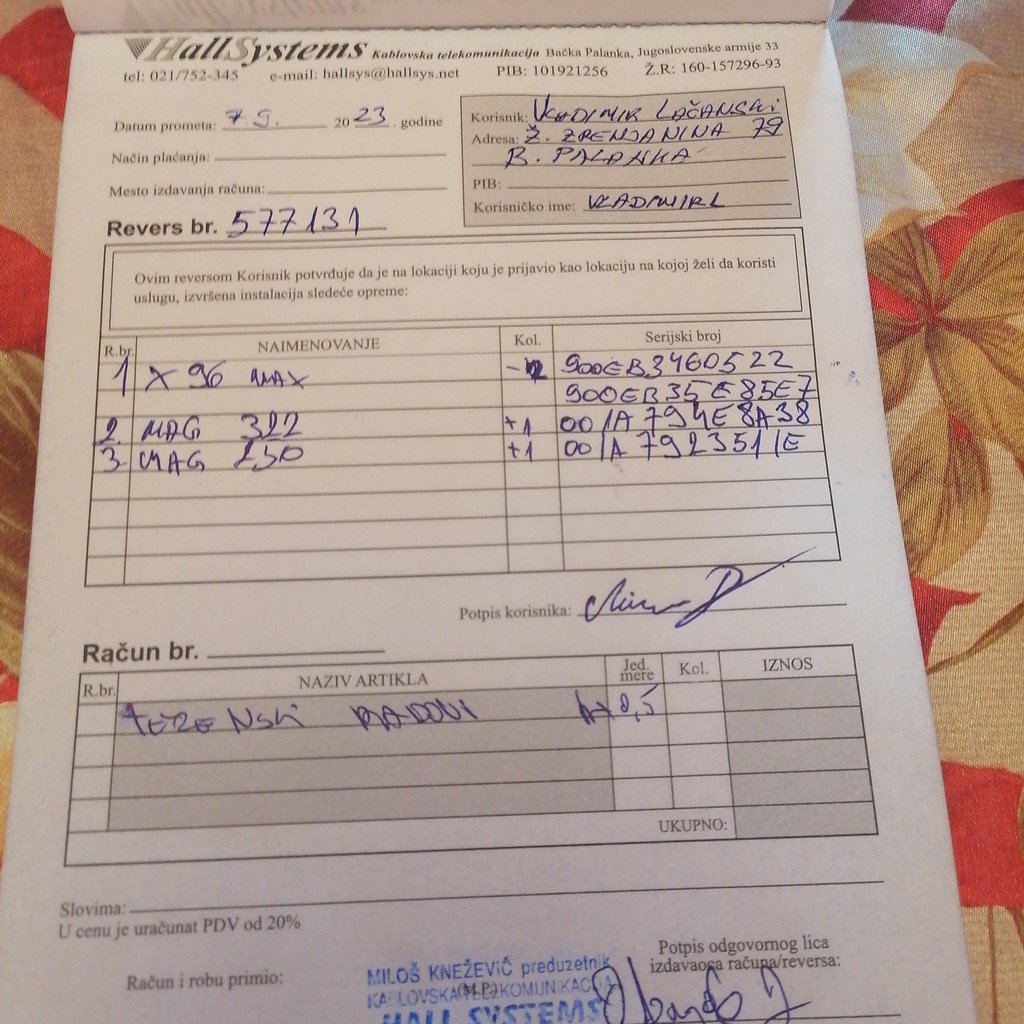 HallSystems Kablovska telekomunikacija Bačka Palanka, Jugoslovenske armije 33
tel: 021/752-345 e-mail: hallsys@hallsys.net PIB: 101921256 Ž.R: 160-157296-93
Datum prometa: 7 9. 2023. godine
Način plaćanja:
Mesto izdavanja računa:
Revers br. 577131
Korisnik: VLADIMIR LAČANSKI
Adresa: Ž. ZRENJANINA 79
B. PALANKA
PIB:
Korisničko ime: VLADIMIRL
Ovim reversom Korisnik potvrđuje da je na lokaciji koju je prijavio kao lokaciju na kojoj želi da koristi
uslugu, izvršena instalacija sledeće opreme:
R.br. NAIMENOVANJE Kol. Serijski broj
1 X 96 MAX -2 900EB3460522
900EB35E85E7
2. MAG 322 +1 001A794E8A38
3. MAG 250 +1 001A7923511E
Potpis korisnika:
Račun br.
R.br. NAZIV ARTIKLA Jed. mere Kol. IZNOS
TERENSKI RADOVI 1x0,5
UKUPNO:
Slovima:
U cenu je uračunat PDV od 20%
Račun i robu primio:
MILOŠ KNEŽEVIĆ preduzetnik
KABLOVSKA TELEKOMUNIKACIJA
(M.P.)
HALL SYSTEMS
Potpis odgovornog lica
izdavaoca računa/reversa: